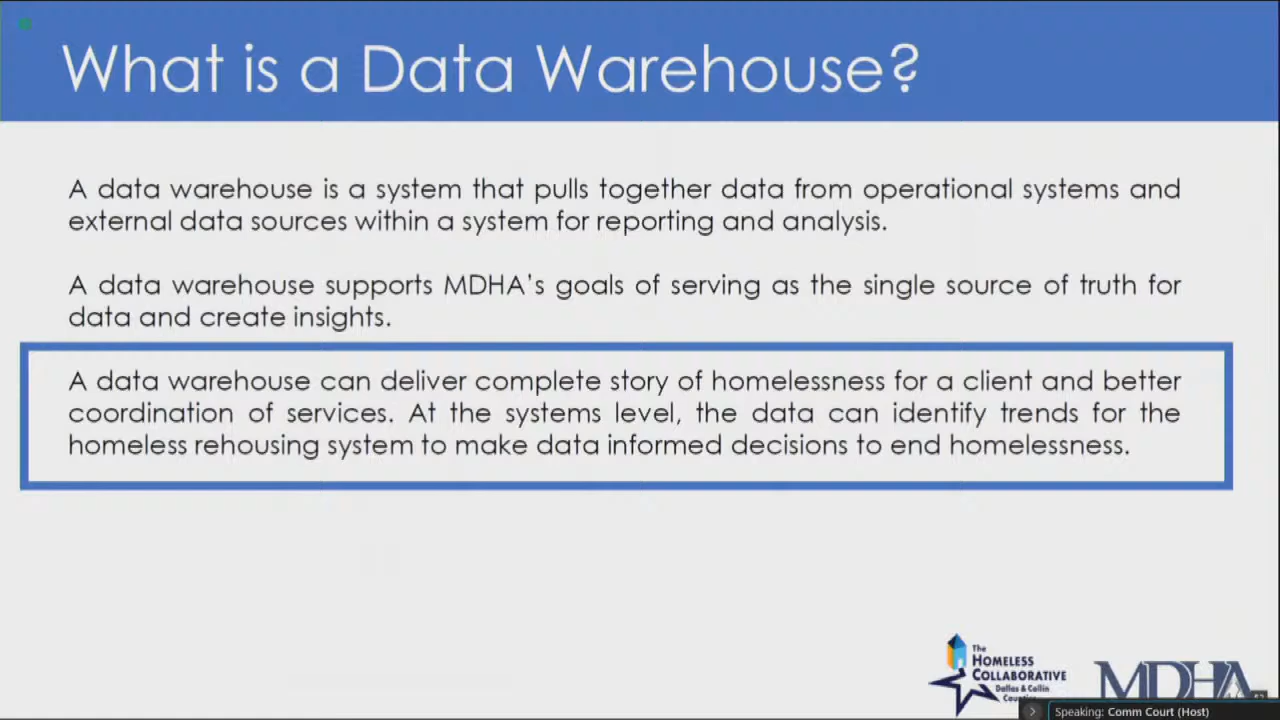 What is a Data Warehouse?
A data warehouse is a system that pulls together data from operational systems and
external data sources within a system for reporting and analysis.
A data warehouse supports MDHA's goals of serving as the single source of truth for
data and create insights.
A data warehouse can deliver complete story of homelessness for a client and better
coordination of services. At the systems level, the data can identify trends for the
homeless rehousing system to make data informed decisions to end homelessness.
The
HOMELESS
COLLABORATIVE
Dallas & Collin
MDHA
Speaking: Comm Court (Host)